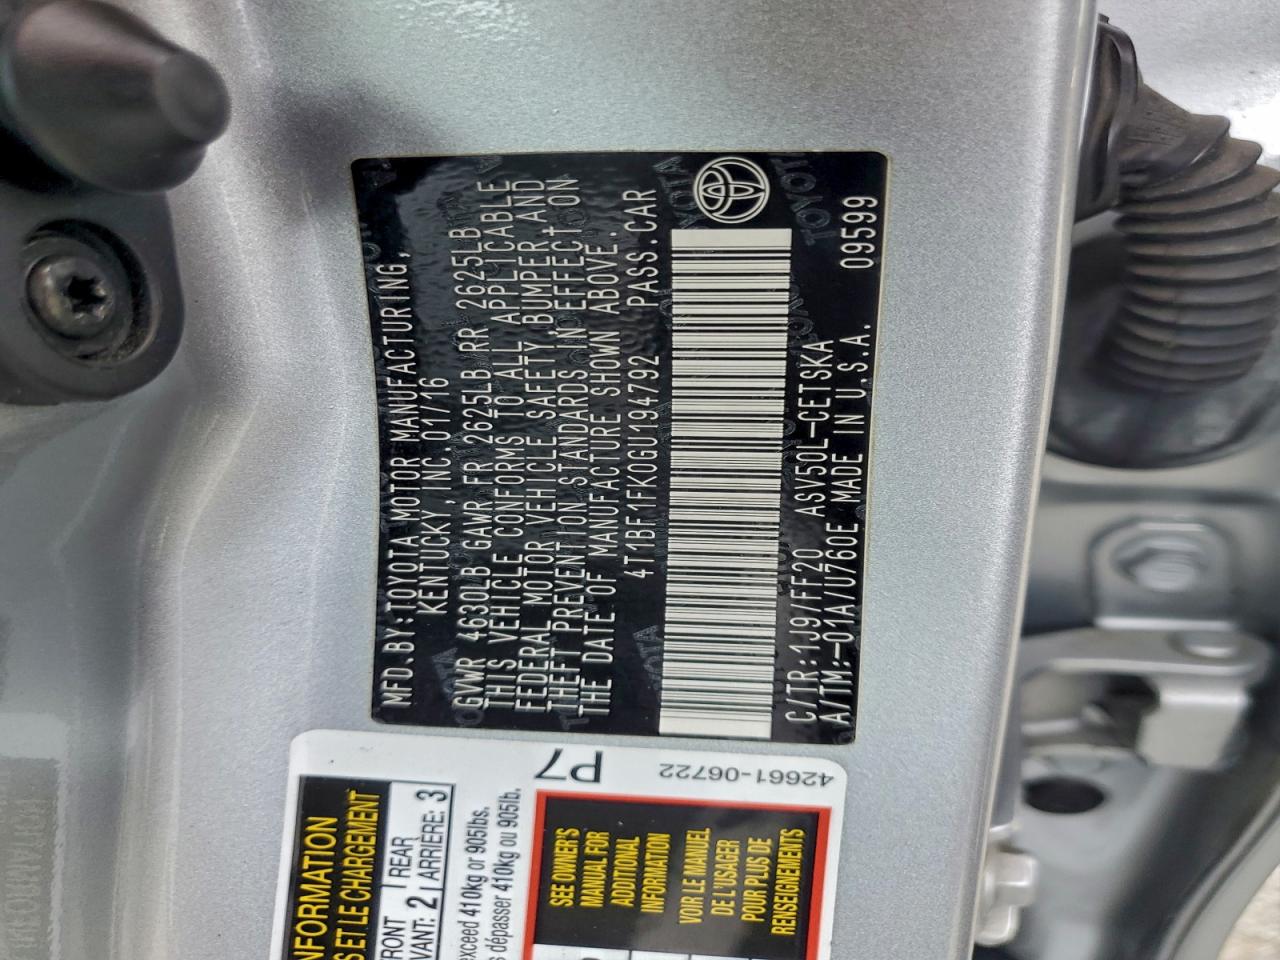 MFD.BY:TOYOTA MOTOR MANUFACTURING,
KENTUCKY, INC. 01/16
GVWR 4630LB GAWR FR 2625LB RR 2625LB
THIS VEHICLE CONFORMS TO ALL APPLICABLE
FEDERAL MOTOR VEHICLE SAFETY,BUMPER,AND
THEFT PREVENTION STANDARDS IN EFFECT ON
THE DATE OF MANUFACTURE SHOWN ABOVE.
4T1BF1FK0GU194792 PASS.CAR
C/TR:1J9/FF20 ASV50L-CETSKA
A/TM:-01A/U760E MADE IN U.S.A.
09599
P7
42661-06722
NFORMATION
S ET LE CHARGEMENT
FRONT 2 REAR 3
AVANT: ARRIÈRE:
exceed 410kg or 905lbs.
s dépasser 410kg ou 905lb.
SEE OWNER'S
MANUAL FOR
ADDITIONAL
INFORMATION
VOIR LE MANUEL
DE L'USAGER
POUR PLUS DE
RENSEIGNEMENTS